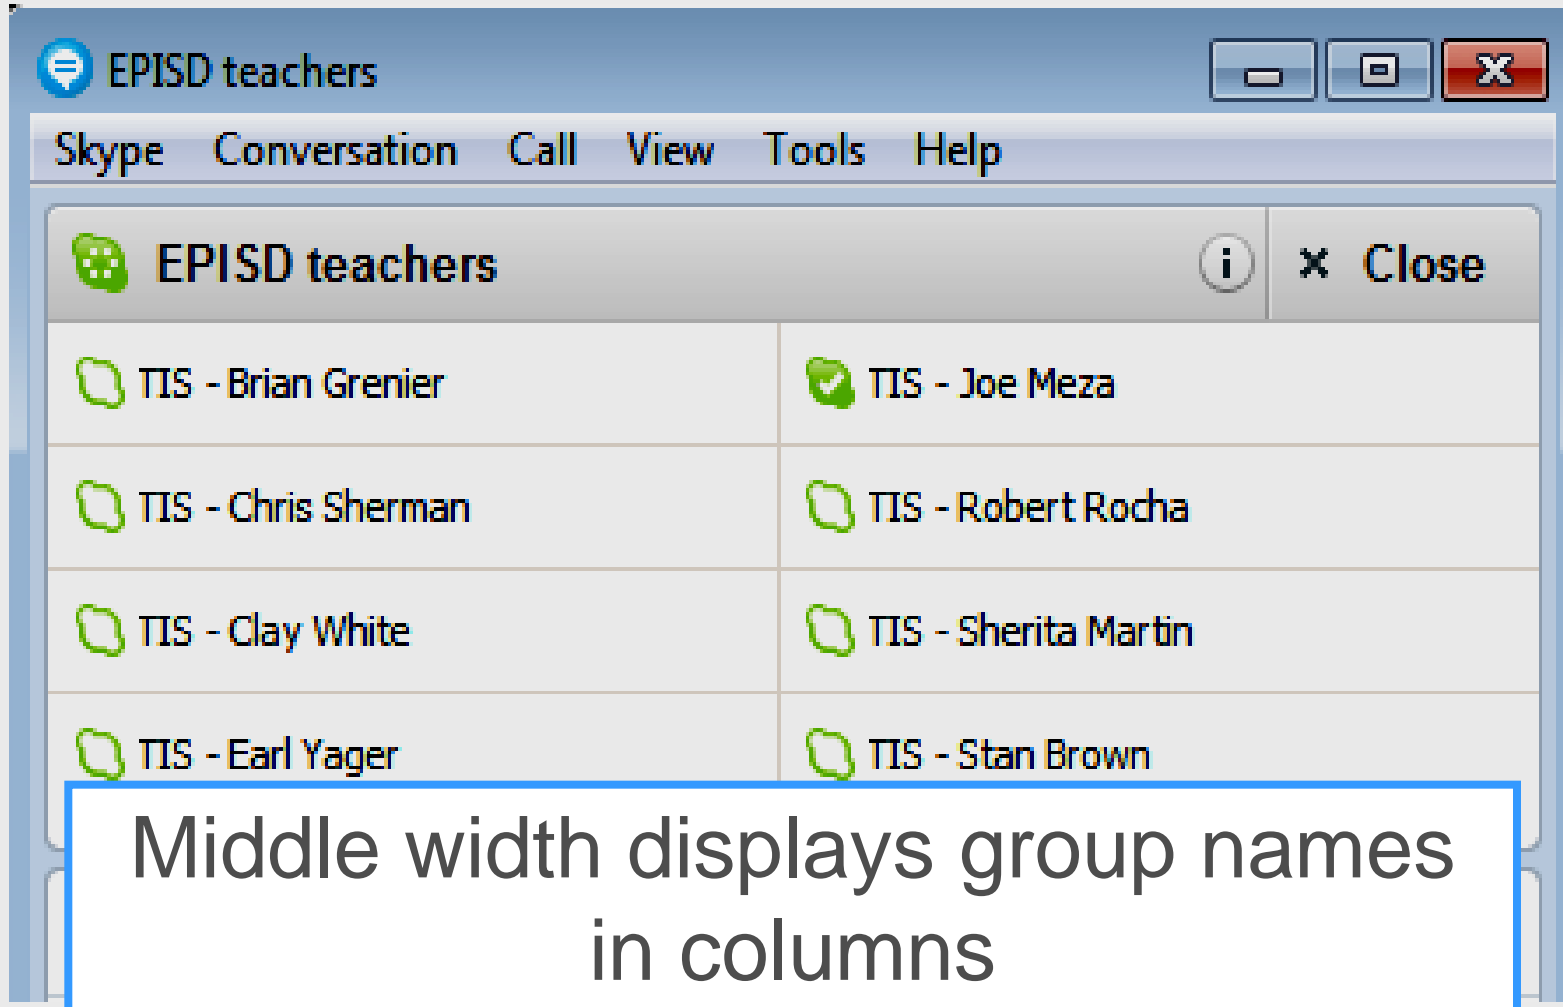 EPISD teachers
Skype Conversation Call View Tools Help
EPISD teachers i × Close
TIS - Brian Grenier TIS - Joe Meza
TIS - Chris Sherman TIS - Robert Rocha
TIS - Clay White TIS - Sherita Martin
TIS - Earl Yager TIS - Stan Brown
Middle width displays group names
in columns